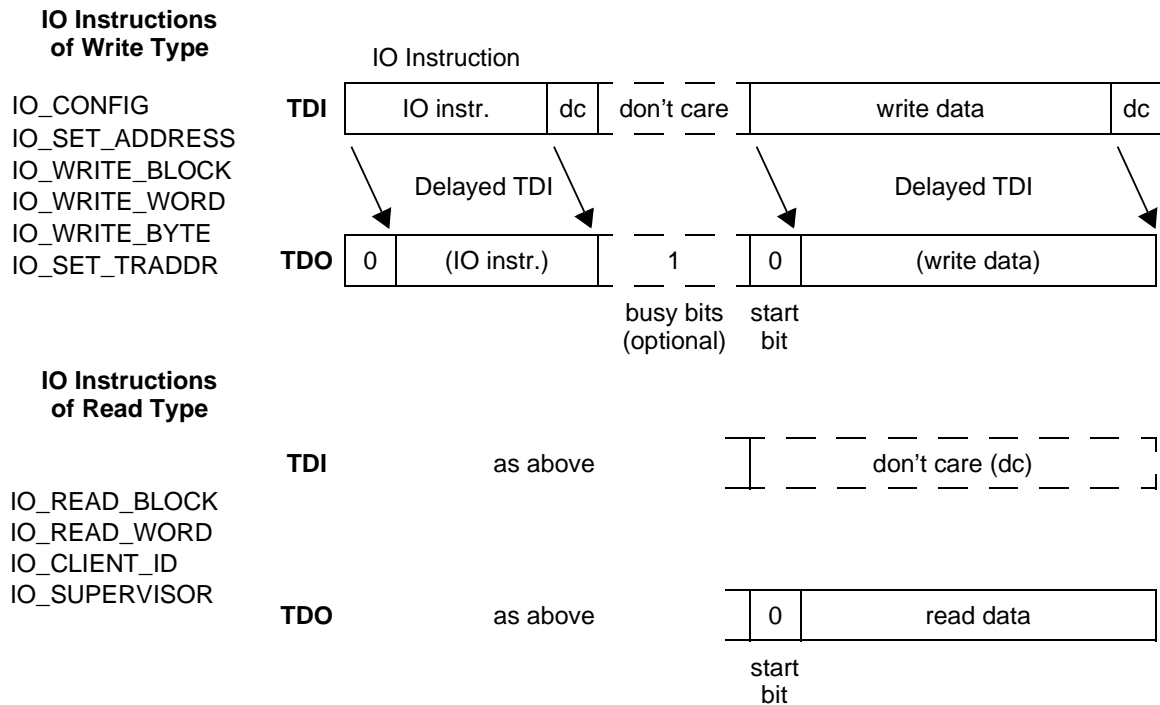 IO Instructions
of Write Type
IO Instruction
IO_CONFIG
IO_SET_ADDRESS
IO_WRITE_BLOCK
IO_WRITE_WORD
IO_WRITE_BYTE
IO_SET_TRADDR
TDI IO instr. dc don't care write data dc
Delayed TDI Delayed TDI
TDO 0 (IO instr.) 1 0 (write data)
busy bits
(optional)
start
bit
IO Instructions
of Read Type
TDI as above don't care (dc)
IO_READ_BLOCK
IO_READ_WORD
IO_CLIENT_ID
IO_SUPERVISOR
TDO as above 0 read data
start
bit